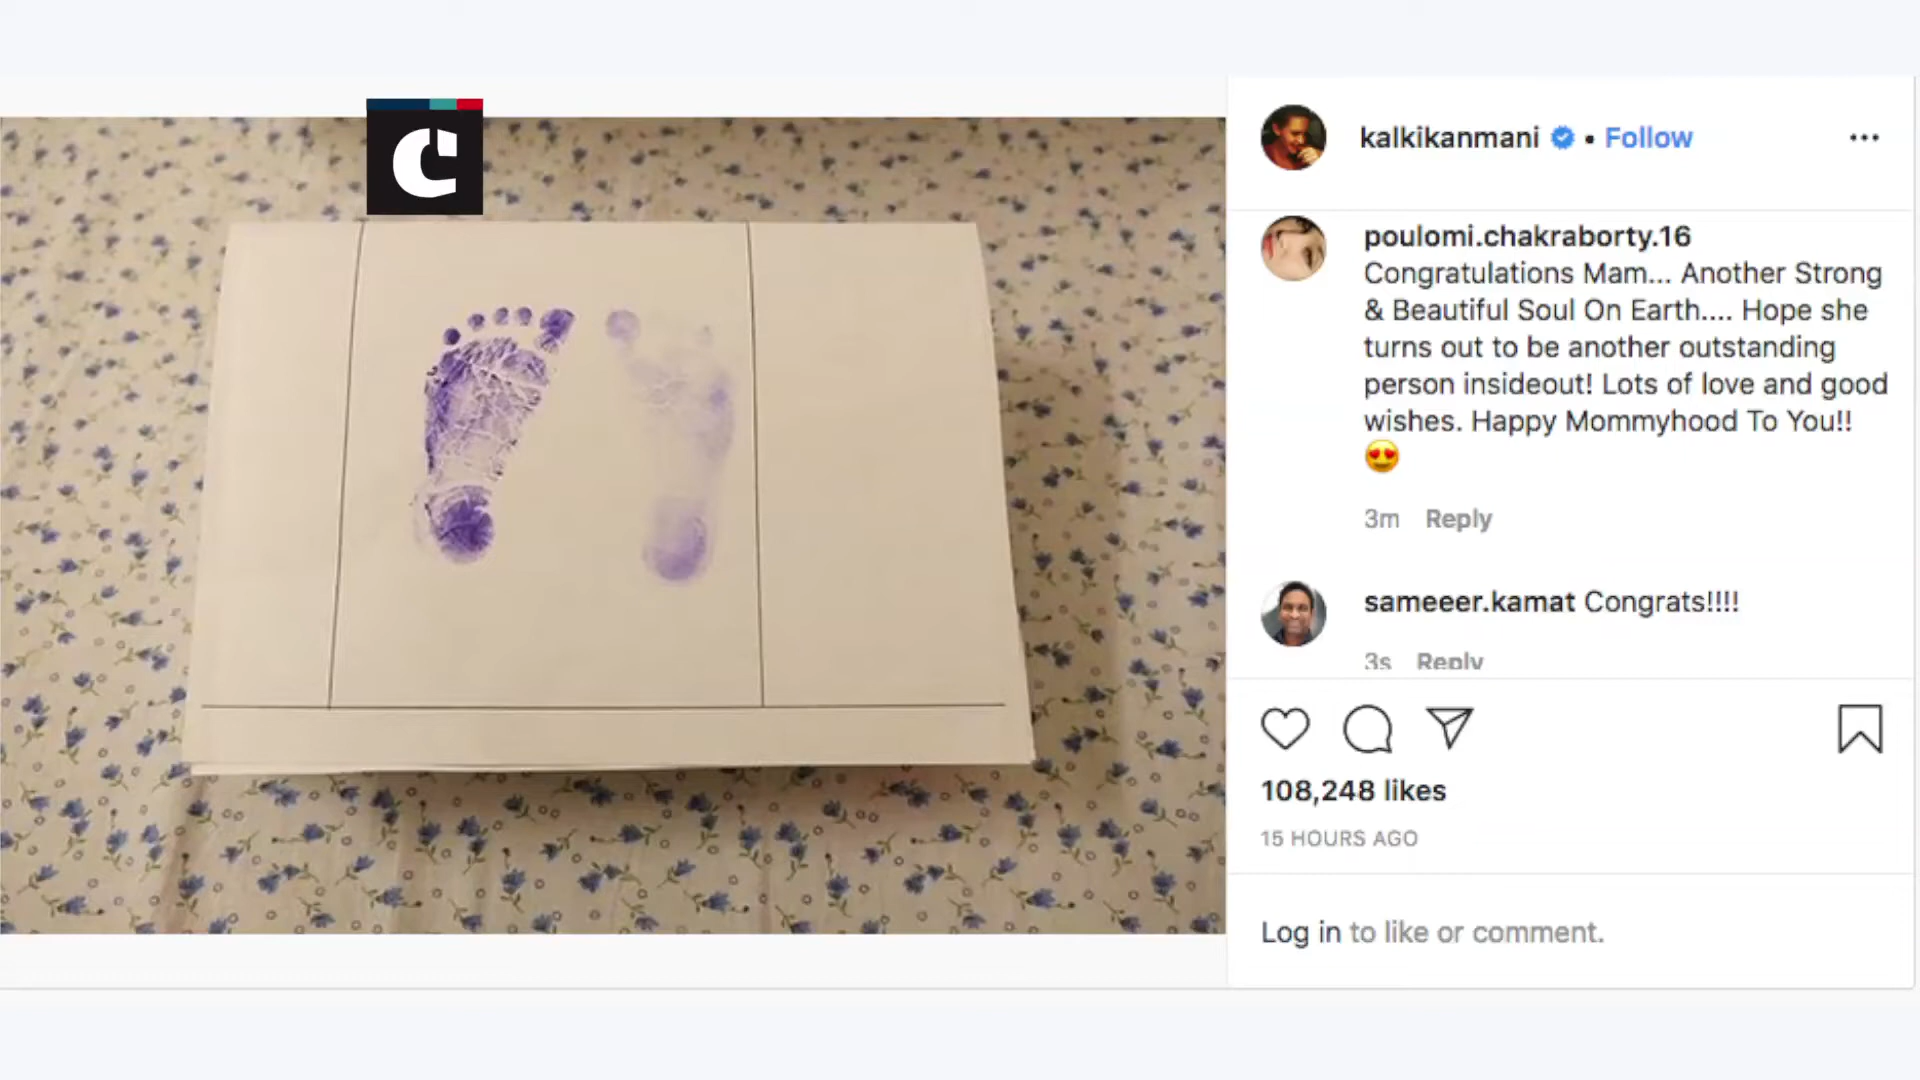 kalkikanmani • Follow
poulomi.chakraborty.16
Congratulations Mam... Another Strong
& Beautiful Soul On Earth.... Hope she
turns out to be another outstanding
person insideout! Lots of love and good
wishes. Happy Mommyhood To You!!
😍
3m Reply
sameeer.kamat Congrats!!!!
3s Reply
108,248 likes
15 HOURS AGO
Log in to like or comment.